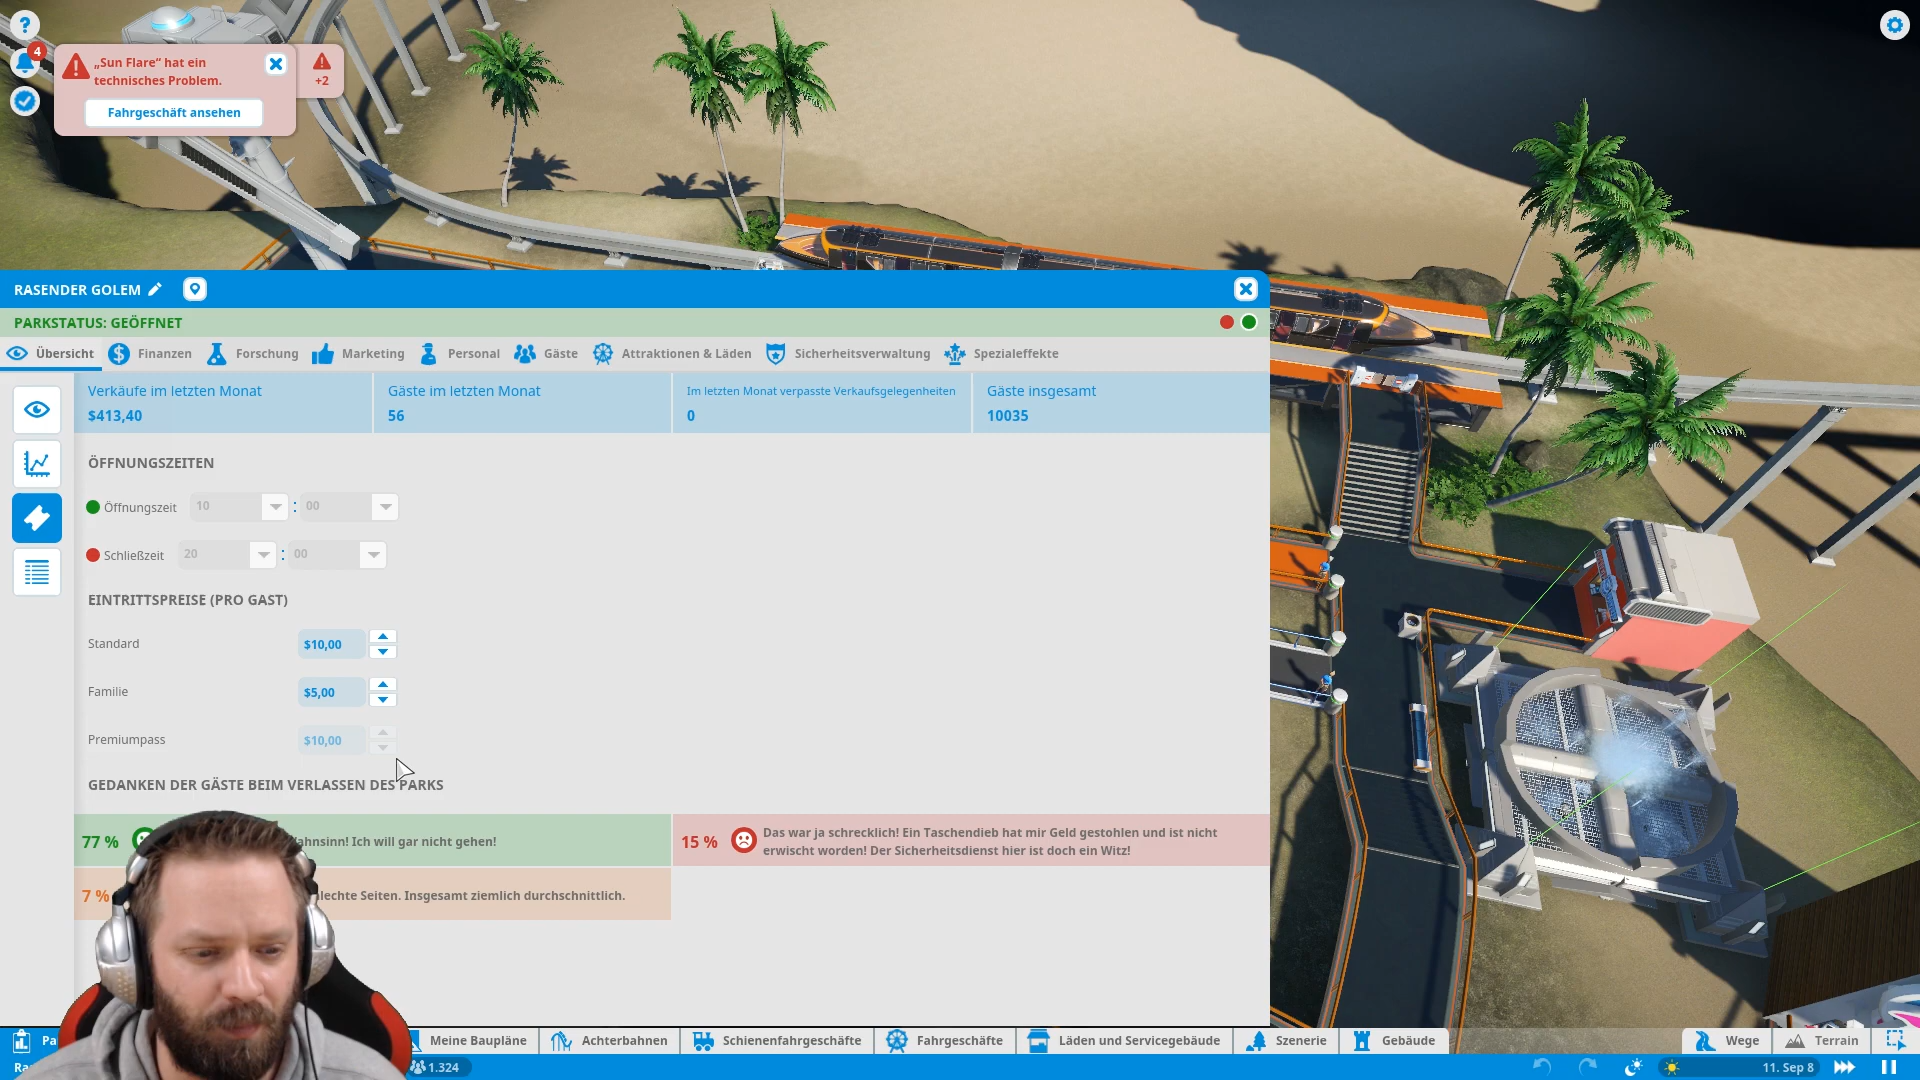 ?
4
„Sun Flare“ hat ein
technisches Problem.
Fahrgeschäft ansehen
+2
RASENDER GOLEM
PARKSTATUS: GEÖFFNET
Übersicht
Finanzen
Forschung
Marketing
Personal
Gäste
Attraktionen & Läden
Sicherheitsverwaltung
Spezialeffekte
Verkäufe im letzten Monat
$413,40
Gäste im letzten Monat
56
Im letzten Monat verpasste Verkaufsgelegenheiten
0
Gäste insgesamt
10035
ÖFFNUNGSZEITEN
Öffnungszeit 10 : 00
Schließzeit 20 : 00
EINTRITTSPREISE (PRO GAST)
Standard $10,00
Familie $5,00
Premiumpass $10,00
GEDANKEN DER GÄSTE BEIM VERLASSEN DES PARKS
77 % ahnsinn! Ich will gar nicht gehen!
15 % Das war ja schrecklich! Ein Taschendieb hat mir Geld gestohlen und ist nicht
erwischt worden! Der Sicherheitsdienst hier ist doch ein Witz!
7 % lechte Seiten. Insgesamt ziemlich durchschnittlich.
Pa
Meine Baupläne
Achterbahnen
Schienenfahrgeschäfte
Fahrgeschäfte
Läden und Servicegebäude
Szenerie
Gebäude
Wege
Terrain
Ra
1.324
11. Sep 8